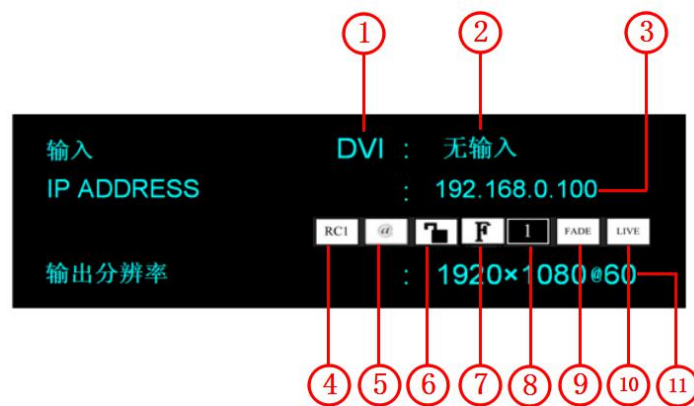 ① ② ③
输入 DVI : 无输入
IP ADDRESS : 192.168.0.100
RC1 @ F 1 FADE LIVE
输出分辨率 : 1920×1080@60
④ ⑤ ⑥ ⑦ ⑧ ⑨ ⑩ ⑪